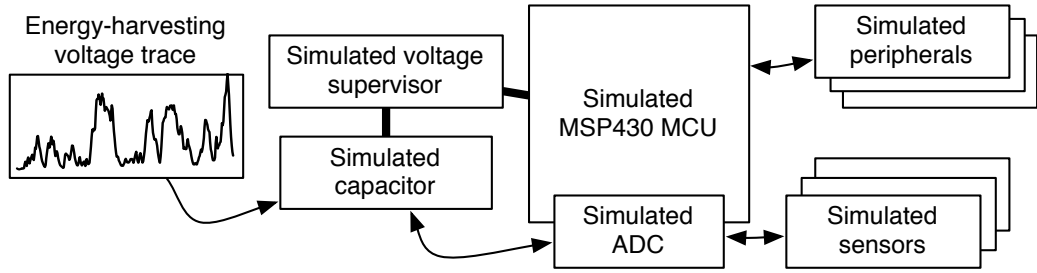 Energy-harvesting
voltage trace
Simulated voltage
supervisor
Simulated
capacitor
Simulated
MSP430 MCU
Simulated
ADC
Simulated
peripherals
Simulated
sensors